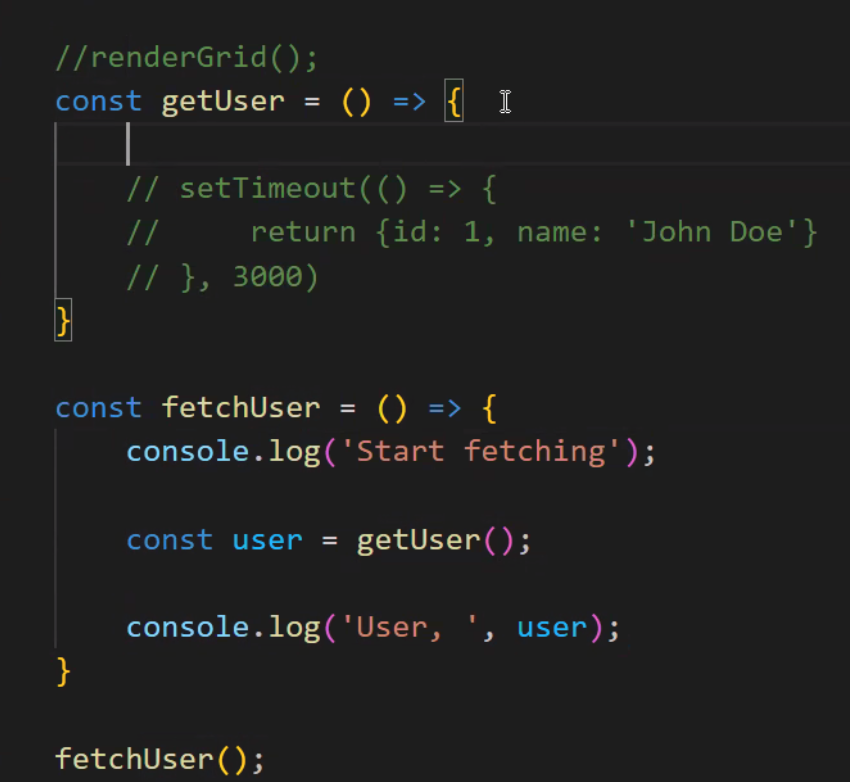 //renderGrid();
const getUser = () => {
// setTimeout(() => {
//     return {id: 1, name: 'John Doe'}
// }, 3000)
}
const fetchUser = () => {
console.log('Start fetching');
const user = getUser();
console.log('User, ', user);
}
fetchUser();